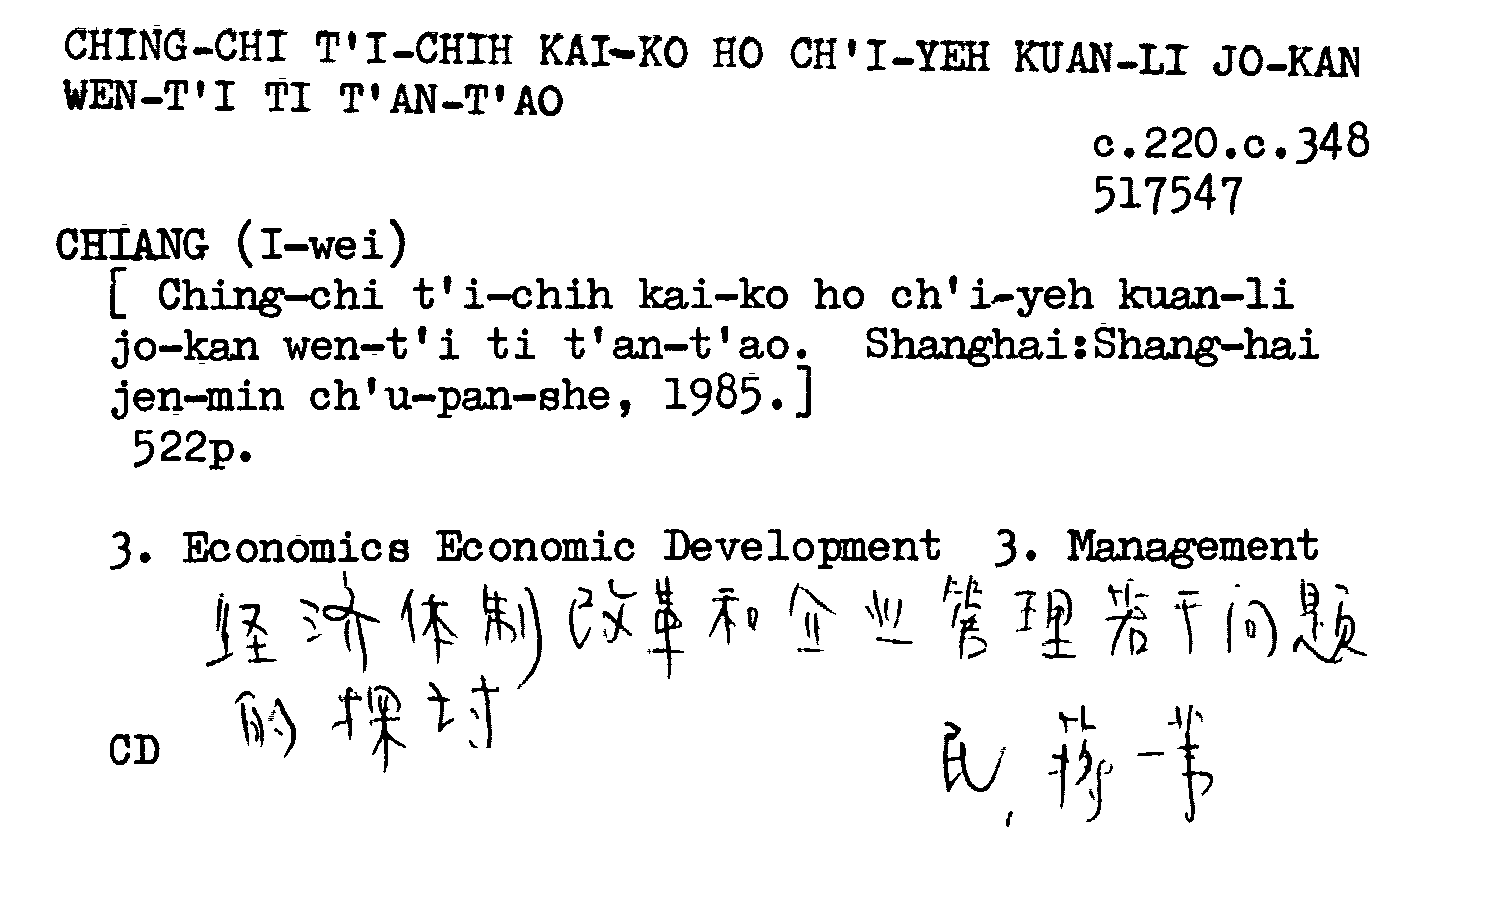 CHING-CHI T'I-CHIH KAI-KO HO CH'I-YEH KUAN-LI JO-KAN
WEN-T'I TI T'AN-T'AO
c.220.c.348
517547
CHIANG (I-wei)
[ Ching-chi t'i-chih kai-ko ho ch'i-yeh kuan-li
jo-kan wen-t'i ti t'an-t'ao. Shanghai:Shang-hai
jen-min ch'u-pan-she, 1985.]
522p.
3. Economics Economic Development 3. Management
经济体制改革和企业管理若干问题
的探讨
CD
民, 蒋一苇